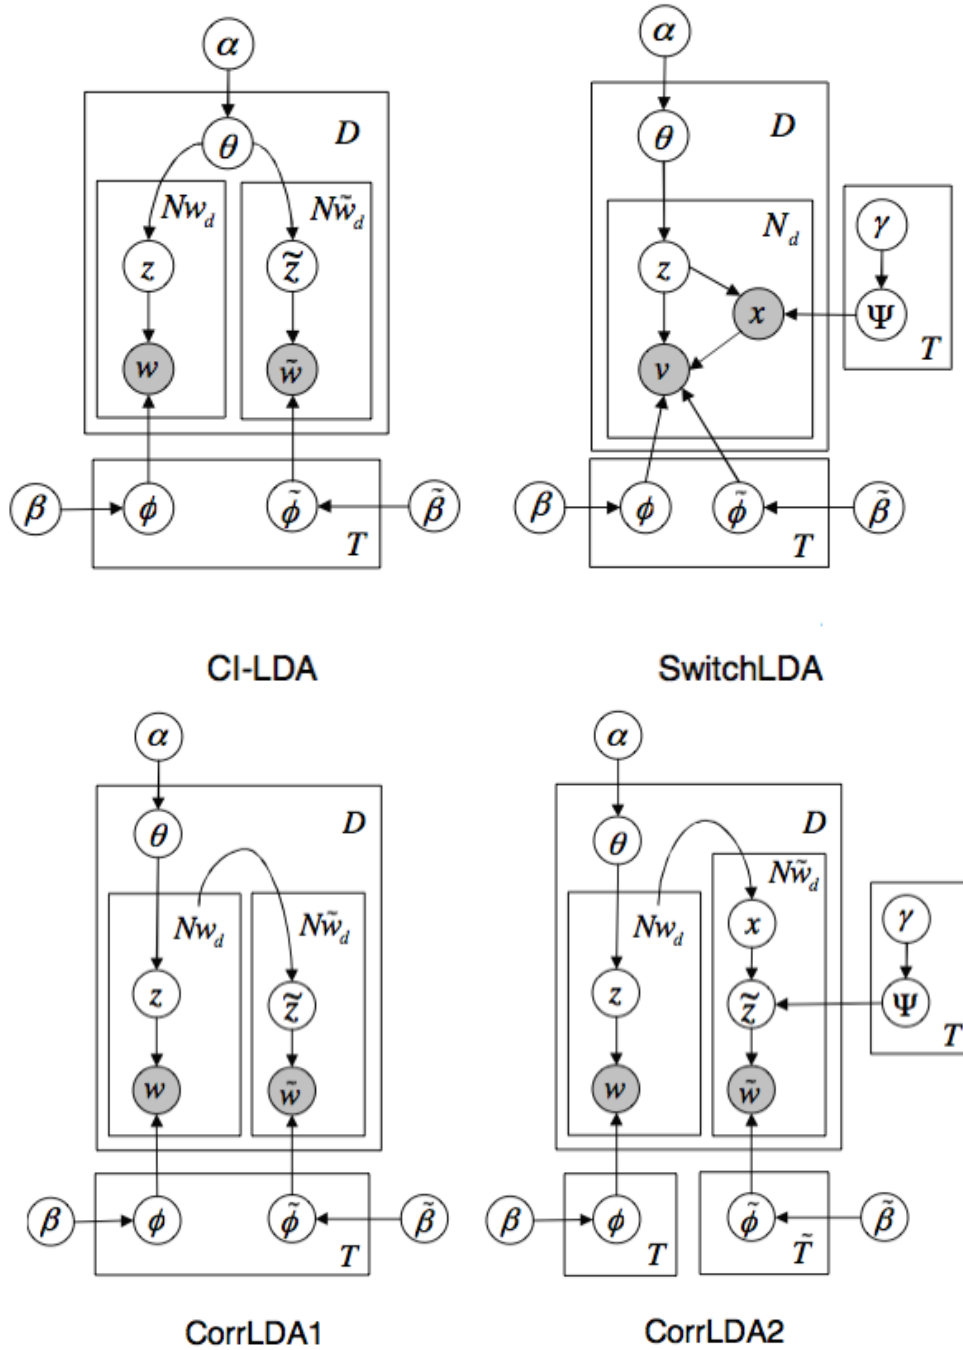 α
α
θ
D
θ
D
Nw_d
Nw̃_d
N_d
γ
z
z̃
z
x
Ψ
w
w̃
v
T
β
ϕ
ϕ̃
β̃
β
ϕ
ϕ̃
β̃
T
T
CI-LDA
SwitchLDA
α
α
θ
D
θ
D
Nw̃_d
Nw_d
Nw̃_d
Nw_d
x
γ
z
z̃
z
z̃
Ψ
T
w
w̃
w
w̃
β
ϕ
ϕ̃
β̃
β
ϕ
ϕ̃
β̃
T
T
T̃
CorrLDA1
CorrLDA2